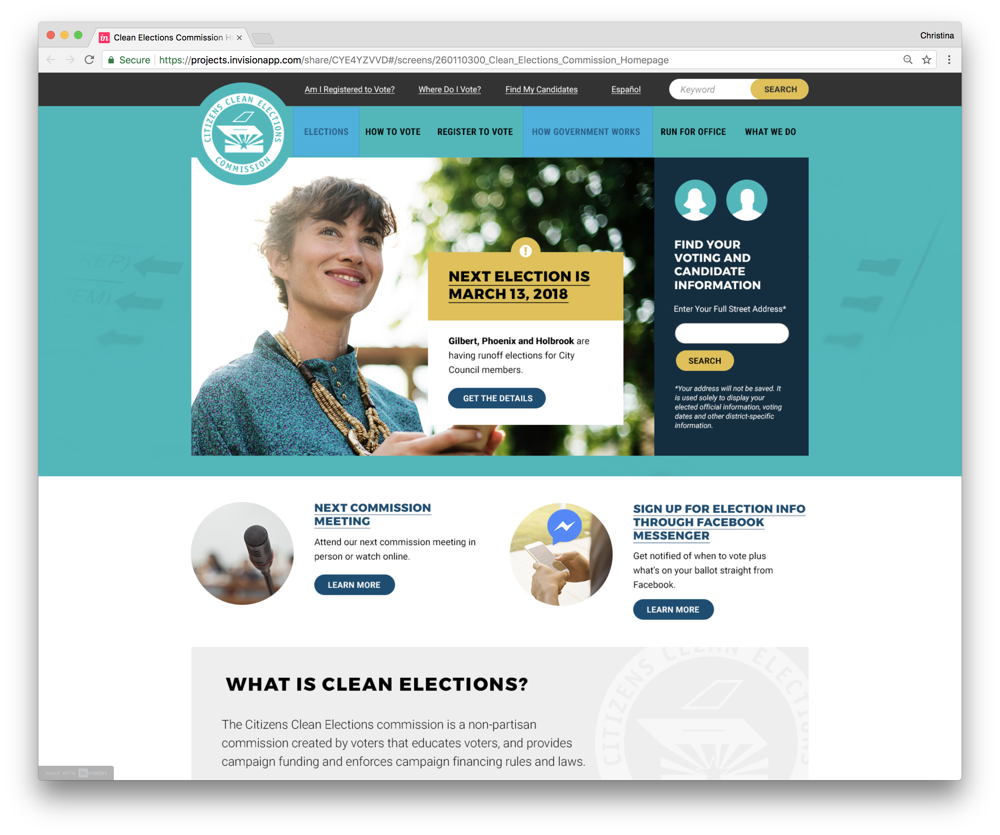 Clean Elections Commission H
Christina
Secure https://projects.invisionapp.com/share/CYE4YZVVD#/screens/260110300_Clean_Elections_Commission_Homepage
Am I Registered to Vote? Where Do I Vote? Find My Candidates Español Keyword SEARCH
CITIZENS CLEAN ELECTIONS
COMMISSION
ELECTIONS HOW TO VOTE REGISTER TO VOTE HOW GOVERNMENT WORKS RUN FOR OFFICE WHAT WE DO
(REP)
(DEM)
NEXT ELECTION IS
MARCH 13, 2018
Gilbert, Phoenix and Holbrook are
having runoff elections for City
Council members.
GET THE DETAILS
FIND YOUR
VOTING AND
CANDIDATE
INFORMATION
Enter Your Full Street Address*
SEARCH
*Your address will not be saved. It
is used solely to display your
elected official information, voting
dates and other district-specific
information.
NEXT COMMISSION
MEETING
Attend our next commission meeting in
person or watch online.
LEARN MORE
SIGN UP FOR ELECTION INFO
THROUGH FACEBOOK
MESSENGER
Get notified of when to vote plus
what's on your ballot straight from
Facebook.
LEARN MORE
WHAT IS CLEAN ELECTIONS?
The Citizens Clean Elections commission is a non-partisan
commission created by voters that educates voters, and provides
campaign funding and enforces campaign financing rules and laws.
CITIZENS CLEAN ELECTIONS
MADE WITH invision